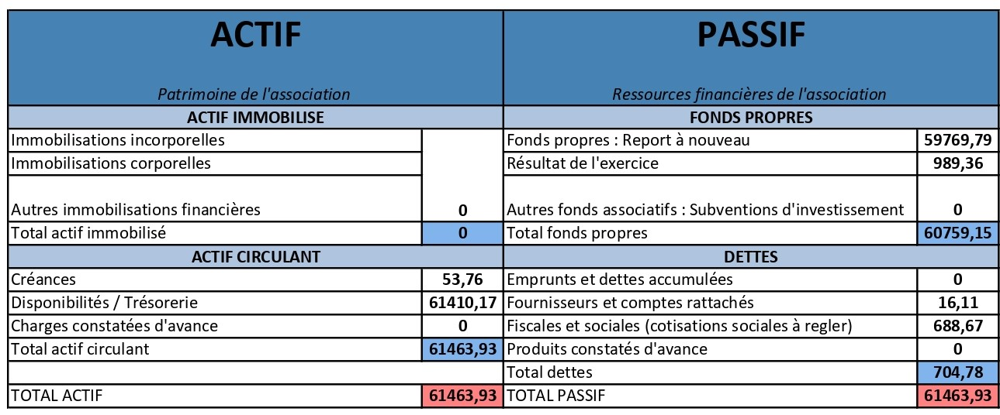 ACTIF PASSIF
Patrimoine de l'association Ressources financières de l'association
ACTIF IMMOBILISE FONDS PROPRES
Immobilisations incorporelles Fonds propres : Report à nouveau 59769,79
Immobilisations corporelles Résultat de l'exercice 989,36
Autres immobilisations financières 0 Autres fonds associatifs : Subventions d'investissement 0
Total actif immobilisé 0 Total fonds propres 60759,15
ACTIF CIRCULANT DETTES
Créances 53,76 Emprunts et dettes accumulées 0
Disponibilités / Trésorerie 61410,17 Fournisseurs et comptes rattachés 16,11
Charges constatées d'avance 0 Fiscales et sociales (cotisations sociales à regler) 688,67
Total actif circulant 61463,93 Produits constatés d'avance 0
Total dettes 704,78
TOTAL ACTIF 61463,93 TOTAL PASSIF 61463,93